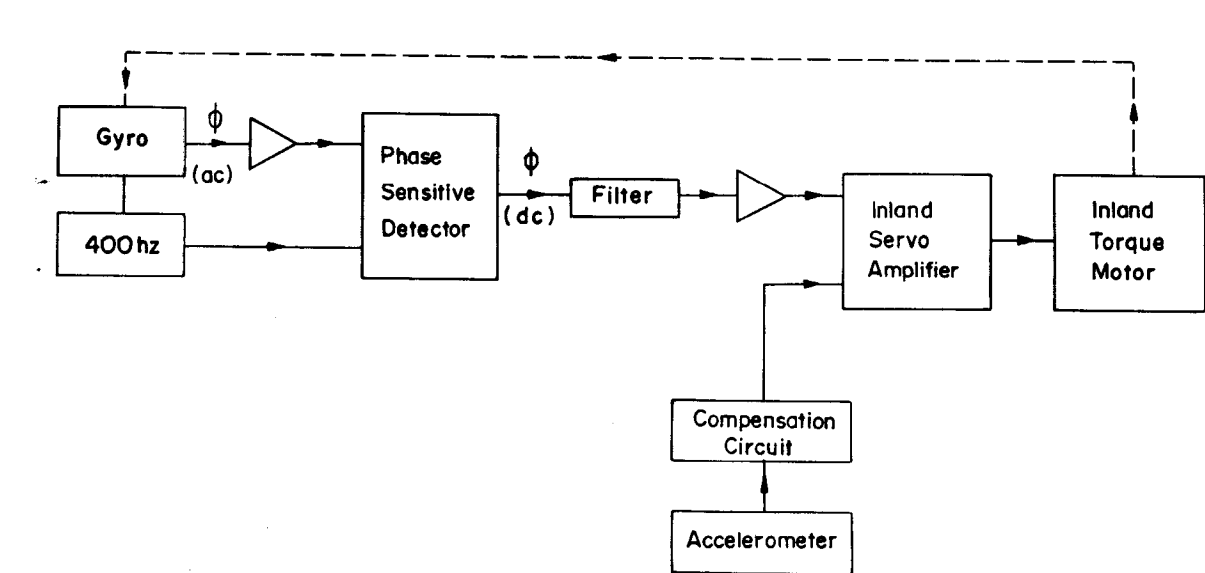 Gyro
ϕ
(ac)
400hz
Phase
Sensitive
Detector
ϕ
(dc)
Filter
Inland
Servo
Amplifier
Inland
Torque
Motor
Compensation
Circuit
Accelerometer